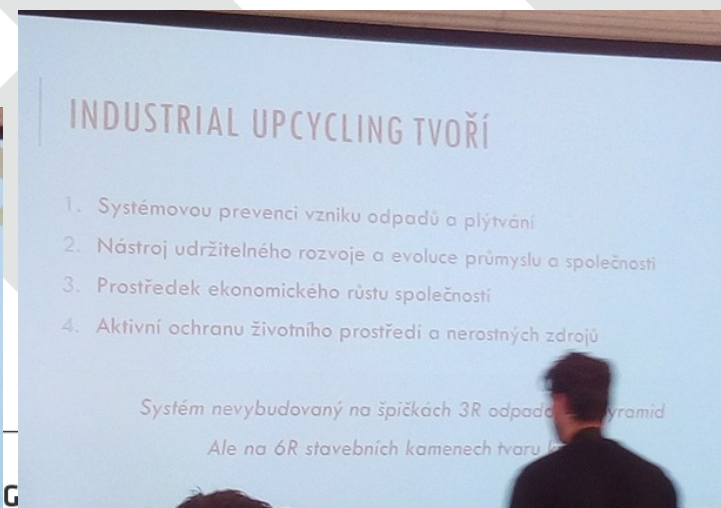 INDUSTRIAL UPCYCLING TVOŘÍ
1. Systémovou prevenci vzniku odpadů a plýtvání
2. Nástroj udržitelného rozvoje a evoluce průmyslu a společnosti
3. Prostředek ekonomického růstu společností
4. Aktivní ochranu životního prostředí a nerostných zdrojů
Systém nevybudovaný na špičkách 3R
Ale na 6R stavebních kamenech tvaru
G